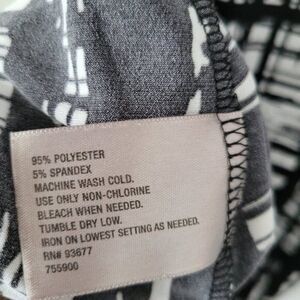 95% POLYESTER
5% SPANDEX
MACHINE WASH COLD.
USE ONLY NON-CHLORINE
BLEACH WHEN NEEDED.
TUMBLE DRY LOW.
IRON ON LOWEST SETTING AS NEEDED.
RN# 93677
755900